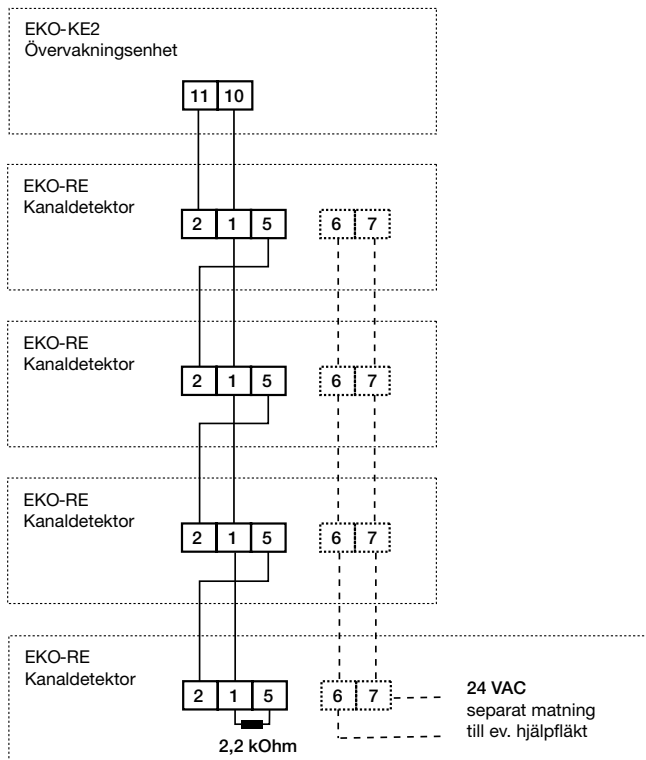 EKO-KE2
Övervakningsenhet
11 10
EKO-RE
Kanaldetektor
2 1 5 6 7
EKO-RE
Kanaldetektor
2 1 5 6 7
EKO-RE
Kanaldetektor
2 1 5 6 7
EKO-RE
Kanaldetektor
2 1 5 6 7
2,2 kOhm
24 VAC
separat matning
till ev. hjälpfläkt